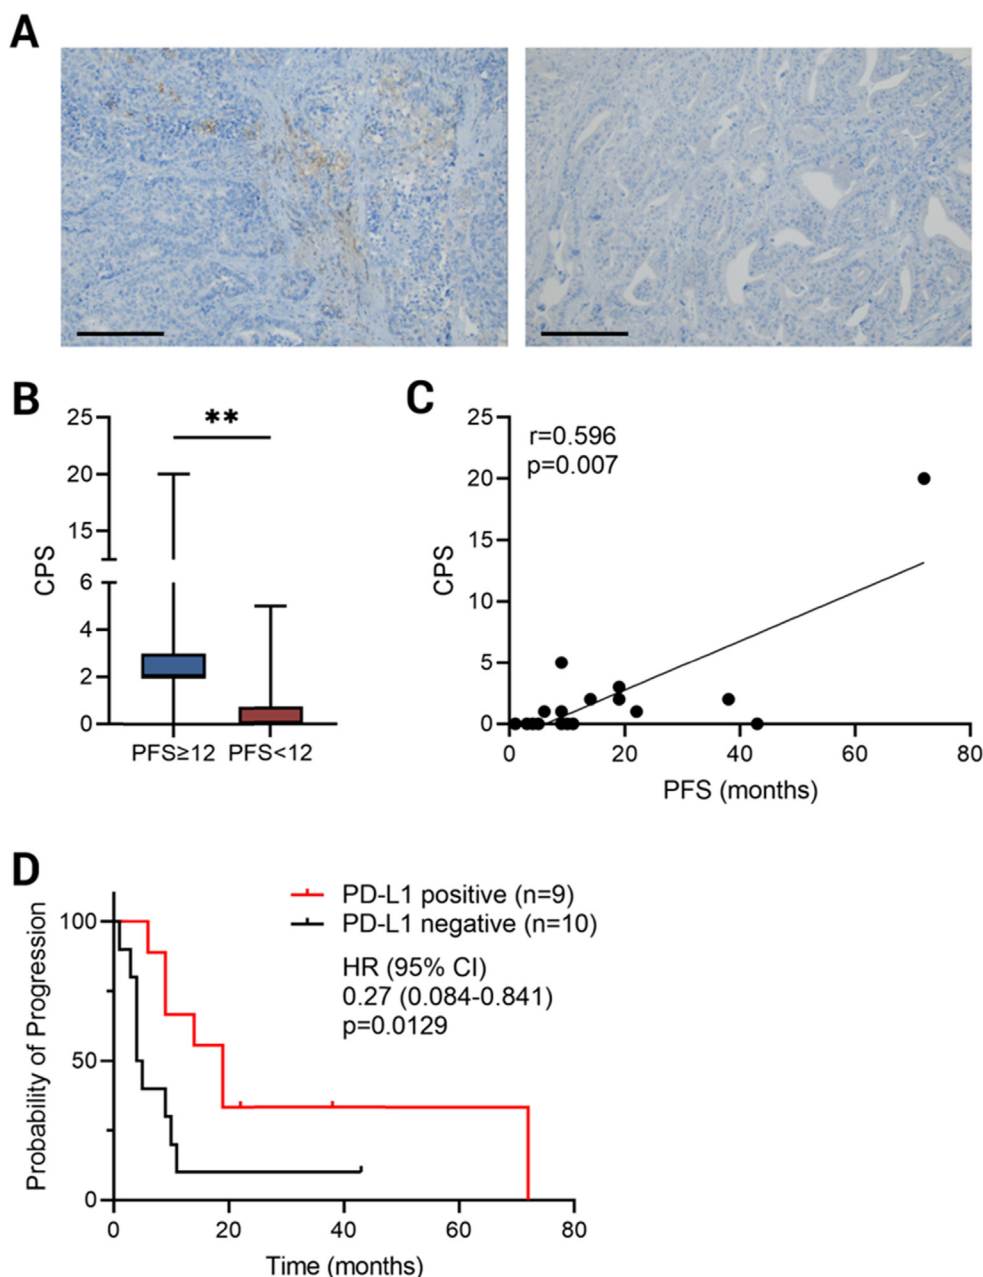 A
B
**
25
20
15
6
4
2
0
CPS
PFS≥12 PFS<12
C
r=0.596
p=0.007
25
20
15
10
5
0
CPS
0 20 40 60 80
PFS (months)
D
PD-L1 positive (n=9)
PD-L1 negative (n=10)
HR (95% CI)
0.27 (0.084-0.841)
p=0.0129
100
50
0
Probability of Progression
0 20 40 60 80
Time (months)